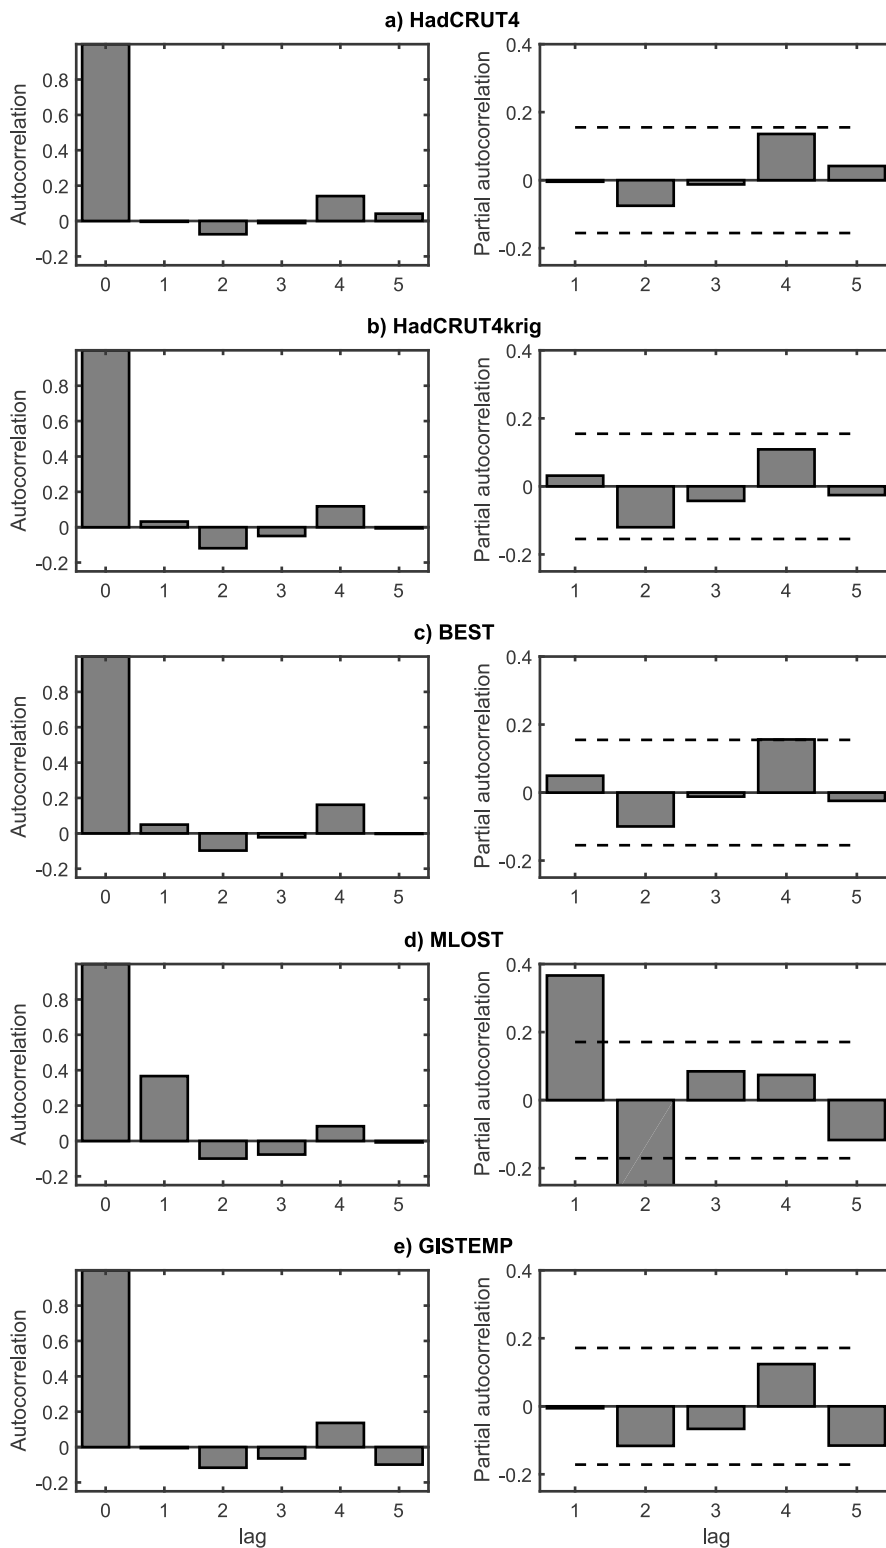 a) HadCRUT4
Autocorrelation
0.8
0.6
0.4
0.2
0
-0.2
0 1 2 3 4 5
Partial autocorrelation
0.4
0.2
0
-0.2
1 2 3 4 5
b) HadCRUT4krig
Autocorrelation
0.8
0.6
0.4
0.2
0
-0.2
0 1 2 3 4 5
Partial autocorrelation
0.4
0.2
0
-0.2
1 2 3 4 5
c) BEST
Autocorrelation
0.8
0.6
0.4
0.2
0
-0.2
0 1 2 3 4 5
Partial autocorrelation
0.4
0.2
0
-0.2
1 2 3 4 5
d) MLOST
Autocorrelation
0.8
0.6
0.4
0.2
0
-0.2
0 1 2 3 4 5
Partial autocorrelation
0.4
0.2
0
-0.2
1 2 3 4 5
e) GISTEMP
Autocorrelation
0.8
0.6
0.4
0.2
0
-0.2
0 1 2 3 4 5
lag
Partial autocorrelation
0.4
0.2
0
-0.2
1 2 3 4 5
lag